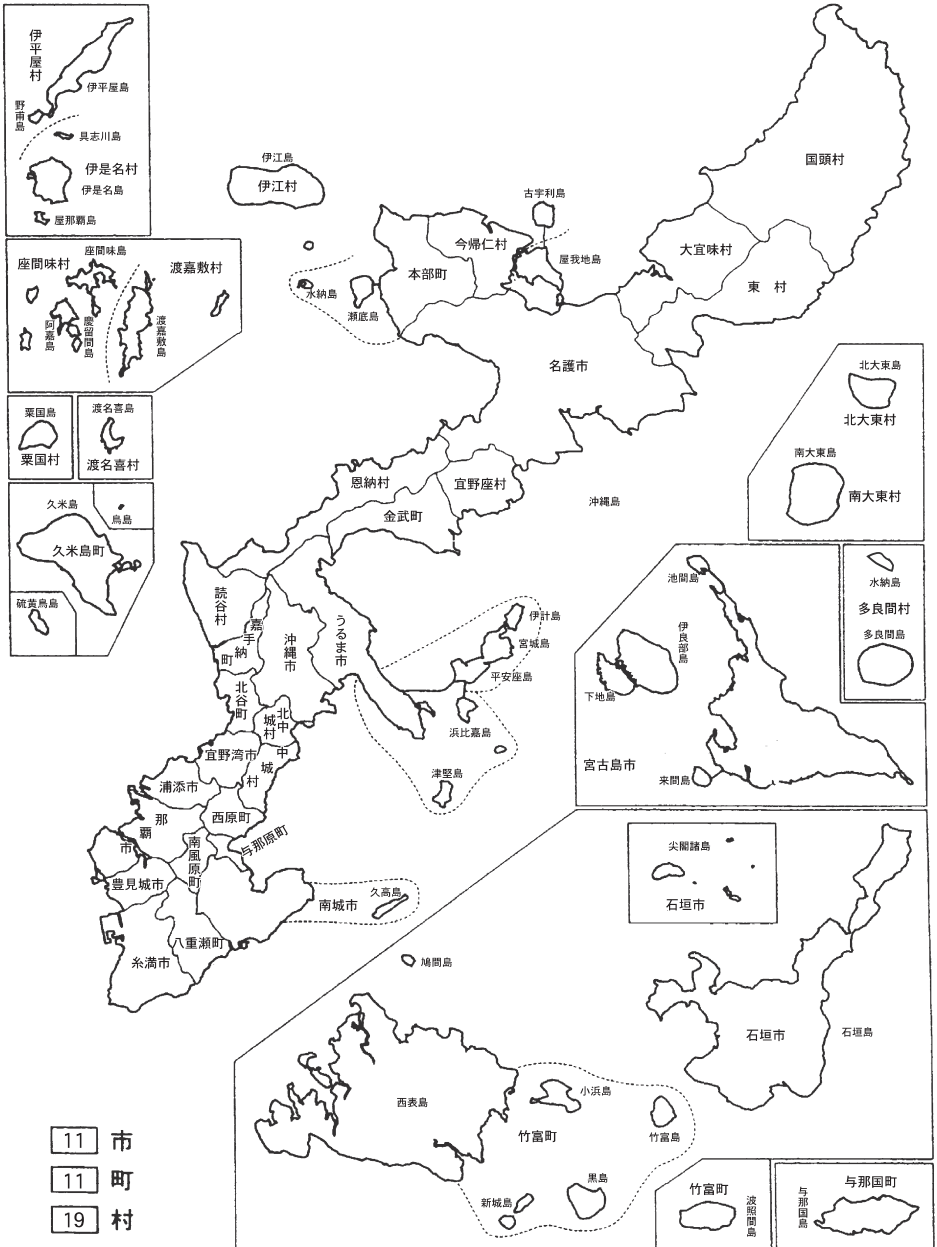 伊平屋村
伊平屋島
野甫島
具志川島
伊是名村
伊是名島
屋那覇島
伊江島
伊江村
古宇利島
国頭村
今帰仁村
大宜味村
屋我地島
本部町
東 村
水納島
瀬底島
名護市
座間味村
座間味島
渡嘉敷村
阿嘉島
慶留間島
渡嘉敷島
北大東島
北大東村
南大東島
南大東村
粟国島
粟国村
渡名喜島
渡名喜村
久米島
鳥島
久米島町
硫黄鳥島
恩納村
宜野座村
金武町
沖縄島
読谷村
嘉手納町
沖縄市
うるま市
伊計島
宮城島
平安座島
浜比嘉島
津堅島
北谷町
北中城村
中城村
宜野湾市
浦添市
西原町
那覇市
与那原町
南風原町
豊見城市
南城市
久高島
八重瀬町
糸満市
池間島
伊良部島
下地島
宮古島市
来間島
水納島
多良間村
多良間島
尖閣諸島
石垣市
石垣市
石垣島
鳩間島
西表島
小浜島
竹富町
竹富島
黒島
新城島
竹富町
波照間島
与那国町
与那国島
11 市
11 町
19 村